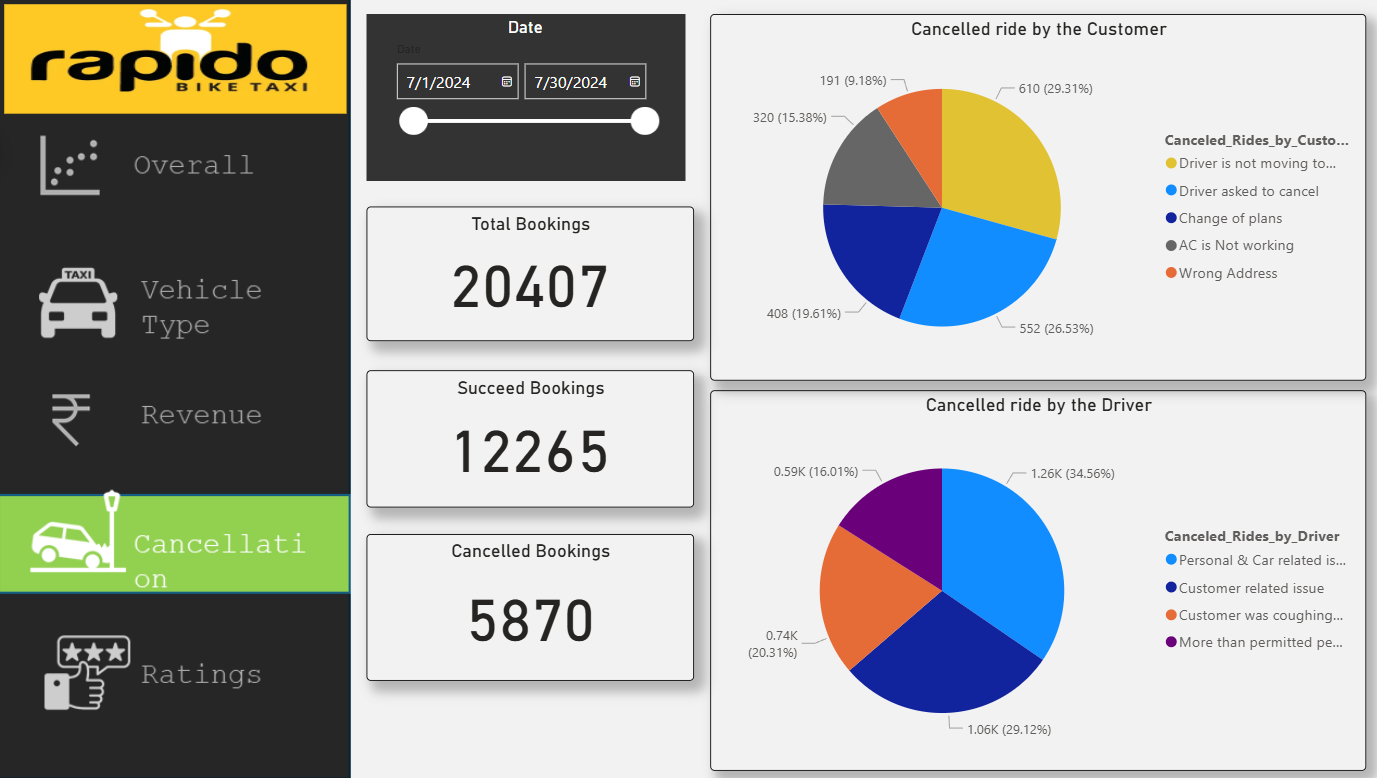 rapido
BIKE TAXI
Overall
TAXI
Vehicle
Type
Revenue
Cancellati
on
Ratings
Date
Date
7/1/2024
7/30/2024
Total Bookings
20407
Succeed Bookings
12265
Cancelled Bookings
5870
Cancelled ride by the Customer
191 (9.18%)
610 (29.31%)
320 (15.38%)
408 (19.61%)
552 (26.53%)
Canceled_Rides_by_Custo...
Driver is not moving to...
Driver asked to cancel
Change of plans
AC is Not working
Wrong Address
Cancelled ride by the Driver
0.59K (16.01%)
1.26K (34.56%)
0.74K
(20.31%)
1.06K (29.12%)
Canceled_Rides_by_Driver
Personal & Car related is...
Customer related issue
Customer was coughing...
More than permitted pe...